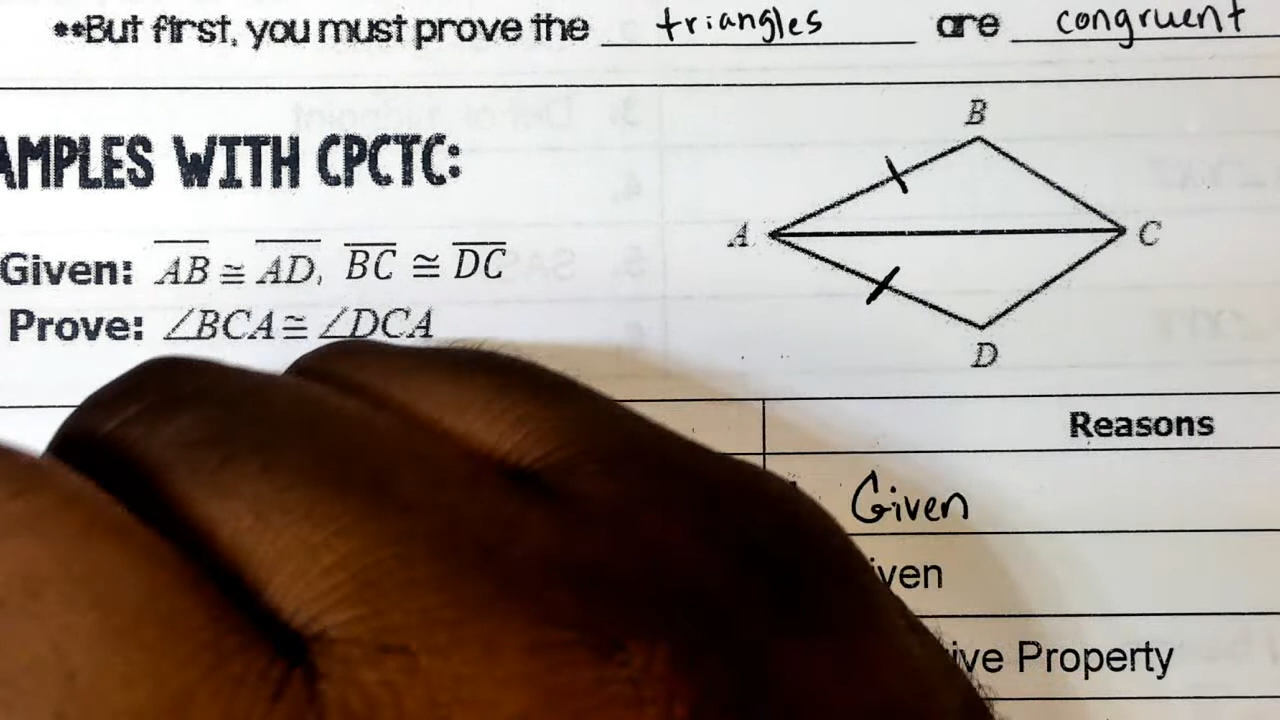 **But first, you must prove the triangles are congruent
AMPLES WITH CPCTC:
Given: AB ≅ AD, BC ≅ DC
Prove: ∠BCA ≅ ∠DCA
B
A
C
D
Reasons
Given
iven
ive Property